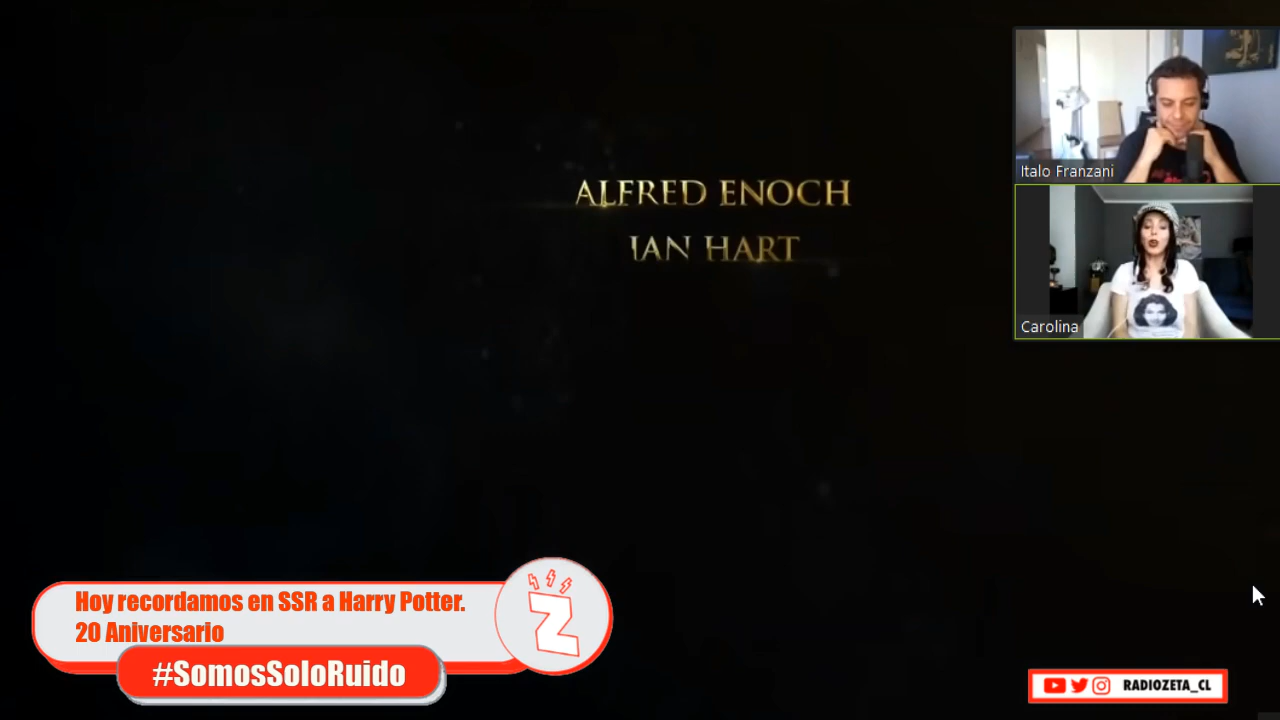 ALFRED ENOCH
IAN HART
Italo Franzani
Carolina
Hoy recordamos en SSR a Harry Potter.
20 Aniversario
Z
#SomosSoloRuido
RADIOZETA_CL